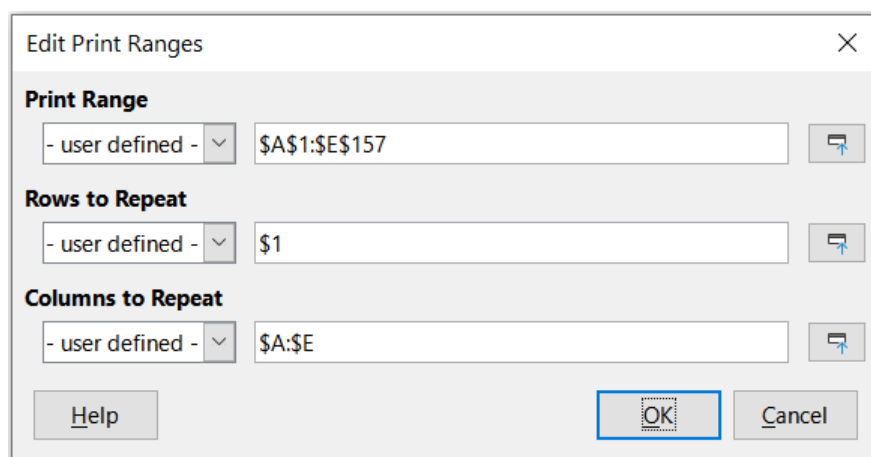 Edit Print Ranges
Print Range
- user defined - $A$1:$E$157
Rows to Repeat
- user defined - $1
Columns to Repeat
- user defined - $A:$E
Help OK Cancel